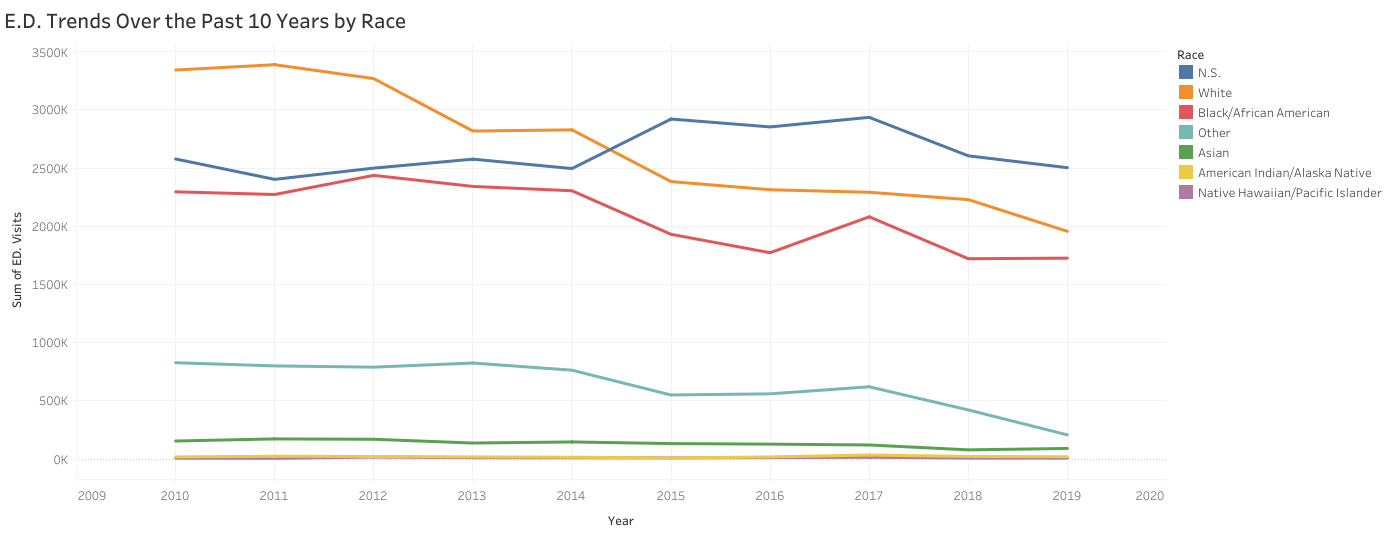 E.D. Trends Over the Past 10 Years by Race
3500K
3000K
2500K
2000K
1500K
1000K
500K
0K
Sum of ED. Visits
2009 2010 2011 2012 2013 2014 2015 2016 2017 2018 2019 2020
Year
Race
N.S.
White
Black/African American
Other
Asian
American Indian/Alaska Native
Native Hawaiian/Pacific Islander